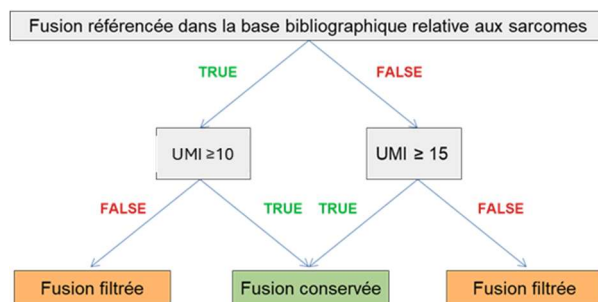 Fusion référencée dans la base bibliographique relative aux sarcomes
TRUE FALSE
UMI ≥10 UMI ≥ 15
FALSE TRUE TRUE FALSE
Fusion filtrée Fusion conservée Fusion filtrée